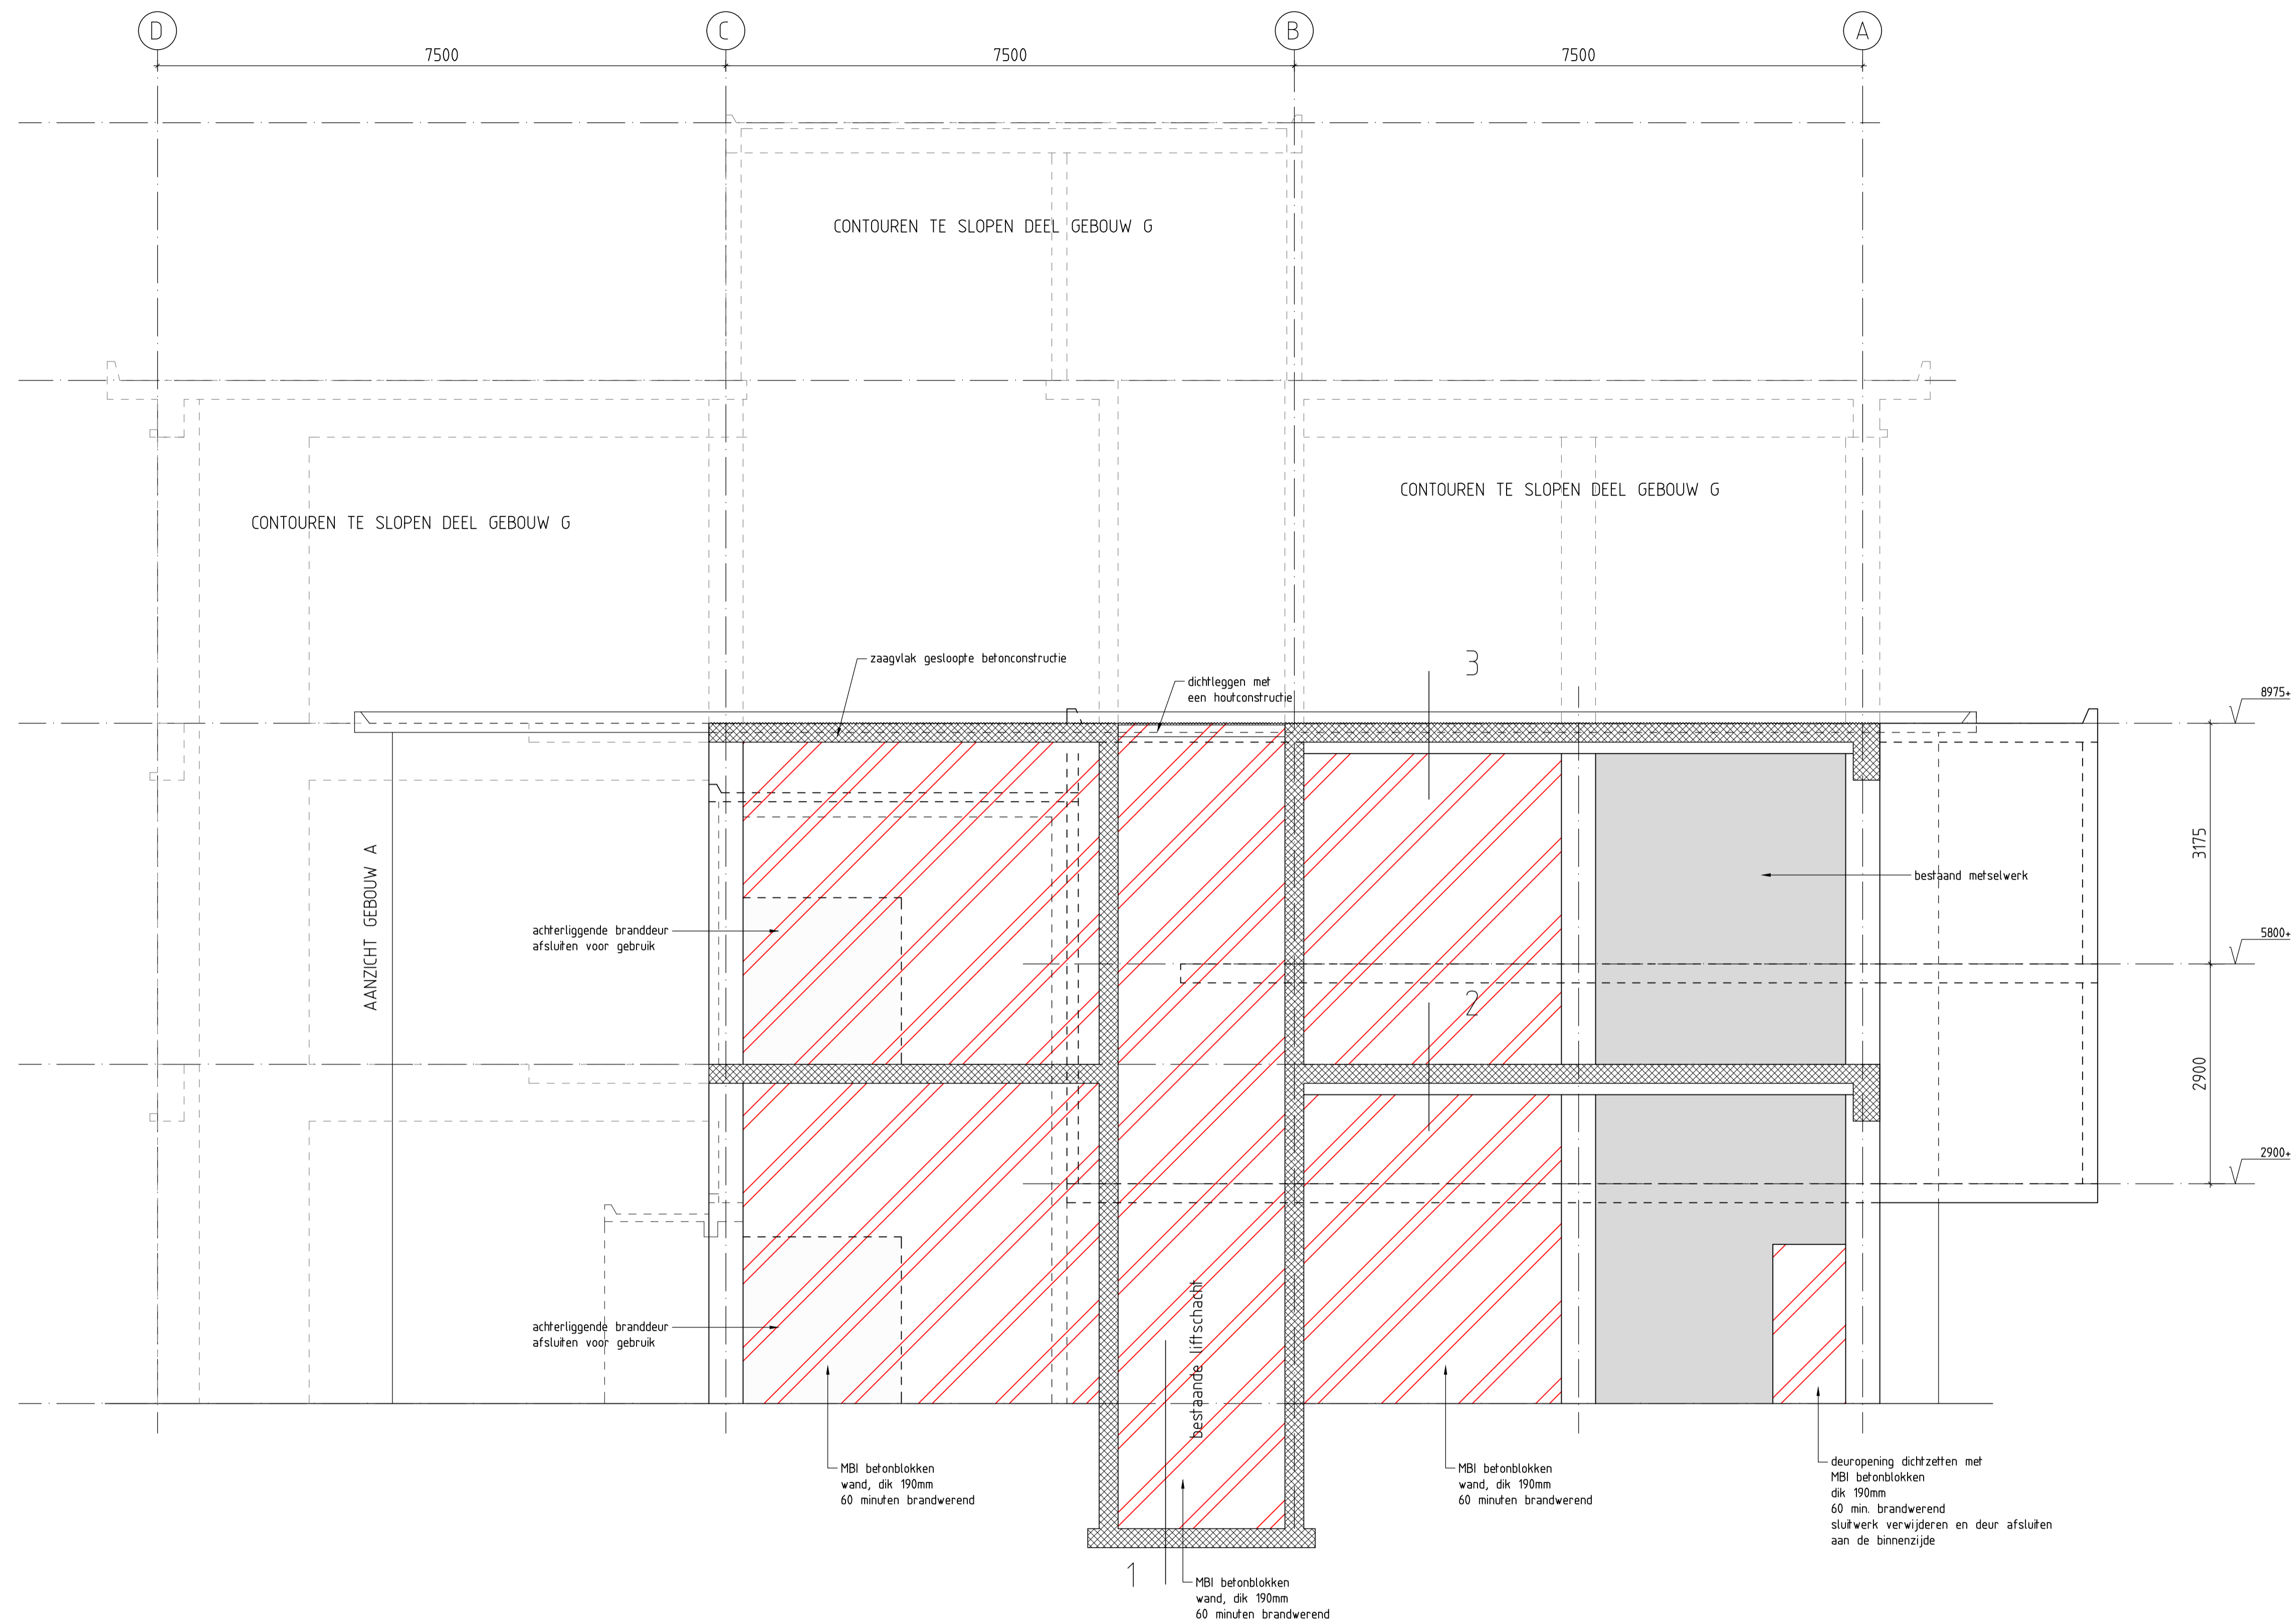 D
C
B
A
7500
7500
7500
CONTOUREN TE SLOPEN DEEL GEBOUW G
CONTOUREN TE SLOPEN DEEL GEBOUW G
CONTOUREN TE SLOPEN DEEL GEBOUW G
zaagvlak gesloopte betonconstructie
dichtleggen met
een houtconstructie
3
8975+
3175
AANZICHT GEBOUW A
bestaand metselwerk
achterliggende branddeur
afsluiten voor gebruik
5800+
2
2900
2900+
achterliggende branddeur
afsluiten voor gebruik
bestaande liftschacht
MBI betonblokken
wand, dik 190mm
60 minuten brandwerend
MBI betonblokken
wand, dik 190mm
60 minuten brandwerend
deuropening dichtzetten met
MBI betonblokken
dik 190mm
60 min. brandwerend
sluitwerk verwijderen en deur afsluiten
aan de binnenzijde
1
MBI betonblokken
wand, dik 190mm
60 minuten brandwerend